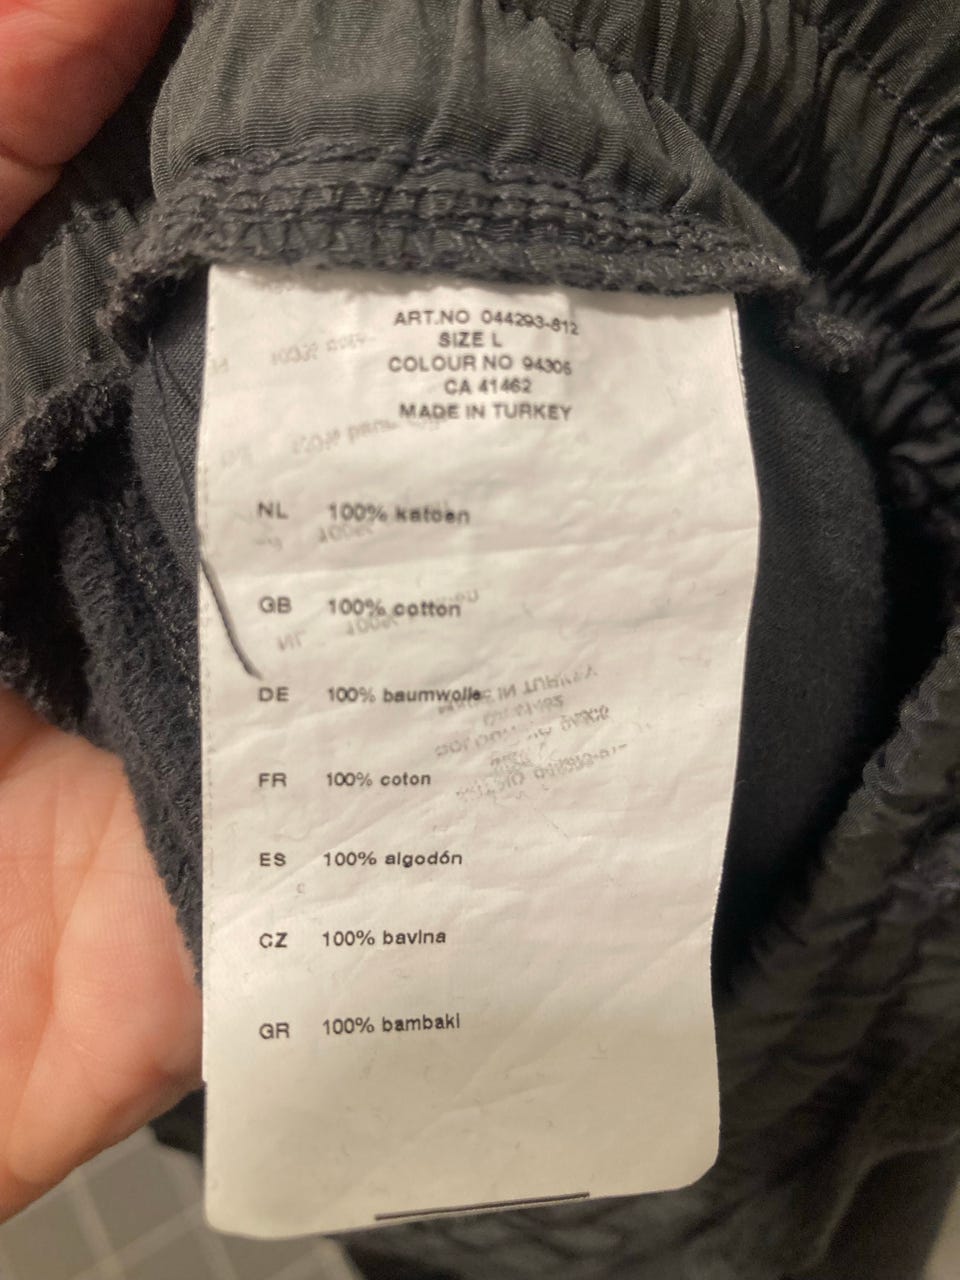 ART.NO 044293-812
SIZE L
COLOUR NO 94306
CA 41462
MADE IN TURKEY
NL 100% katoen
GB 100% cotton
DE 100% baumwolle
FR 100% coton
ES 100% algodón
CZ 100% bavlna
GR 100% bambaki